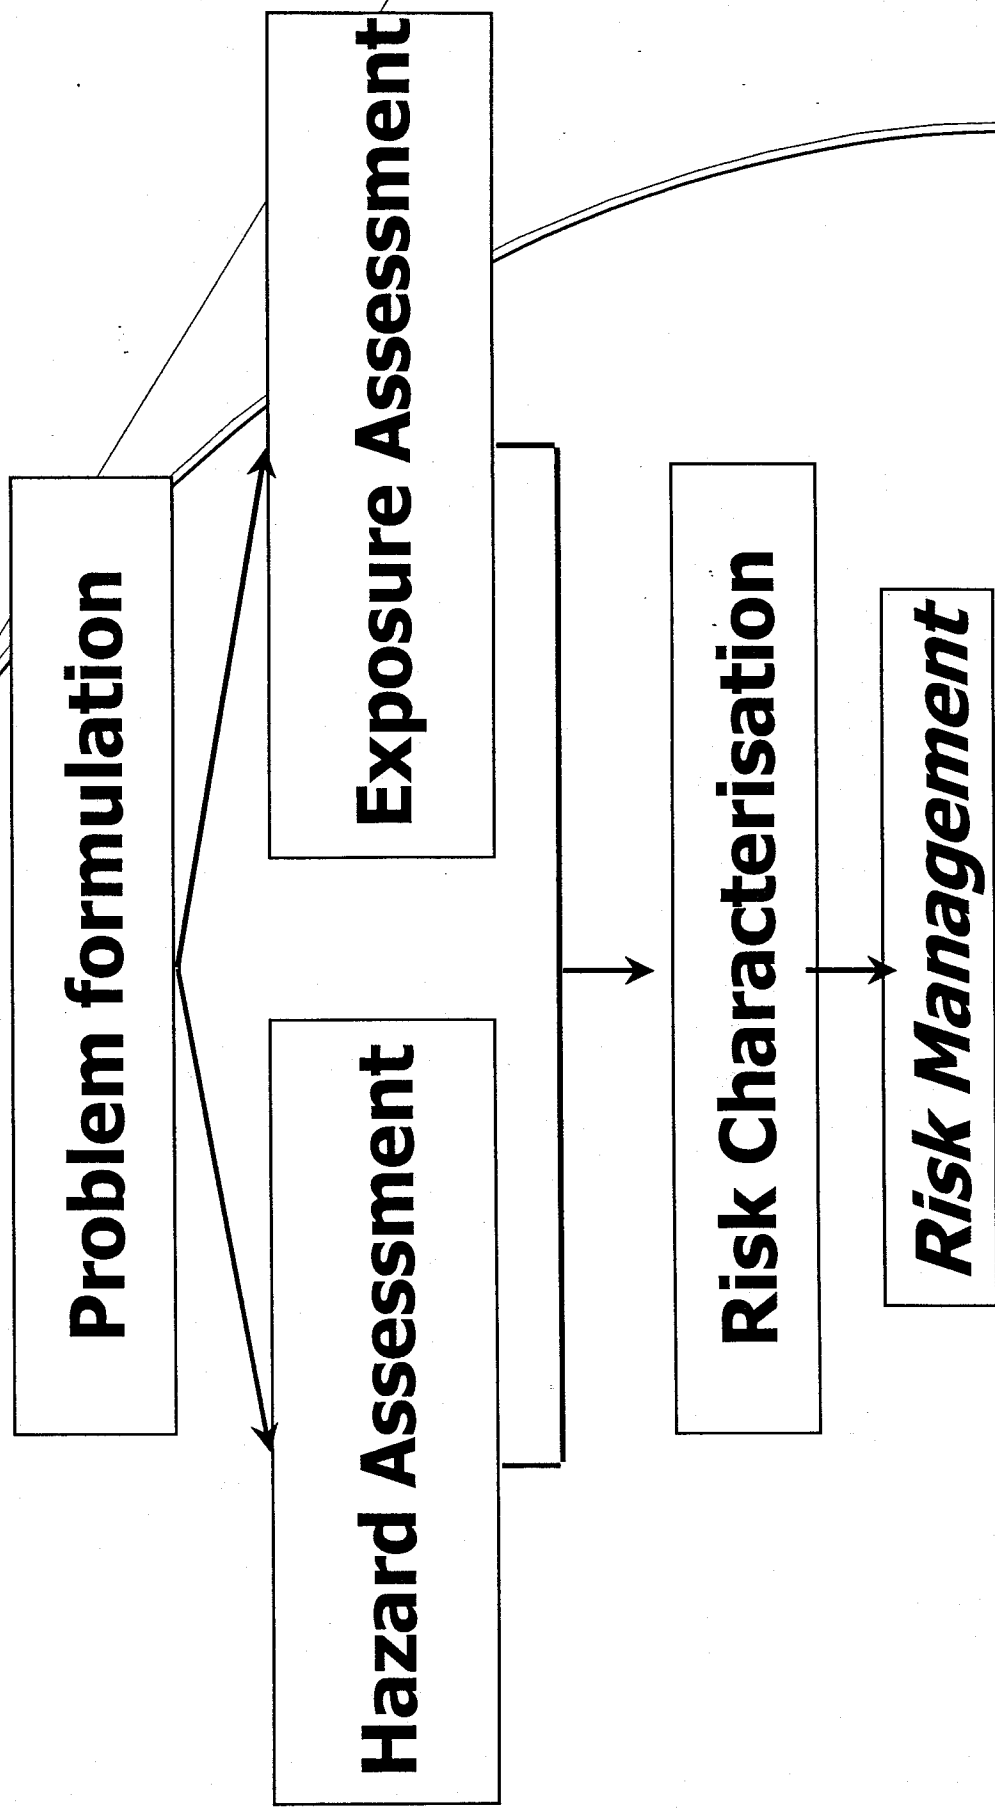 Problem formulation
Hazard Assessment
Exposure Assessment
Risk Characterisation
Risk Management